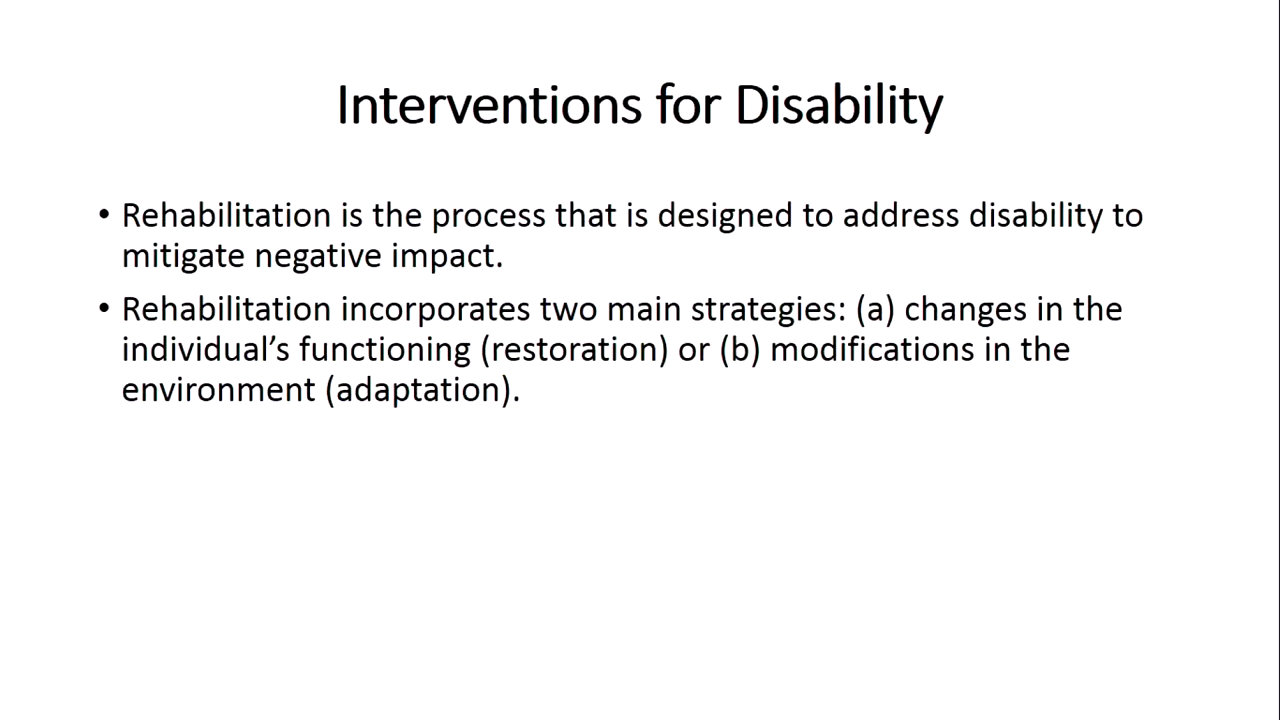 Interventions for Disability
• Rehabilitation is the process that is designed to address disability to
mitigate negative impact.
• Rehabilitation incorporates two main strategies: (a) changes in the
individual’s functioning (restoration) or (b) modifications in the
environment (adaptation).